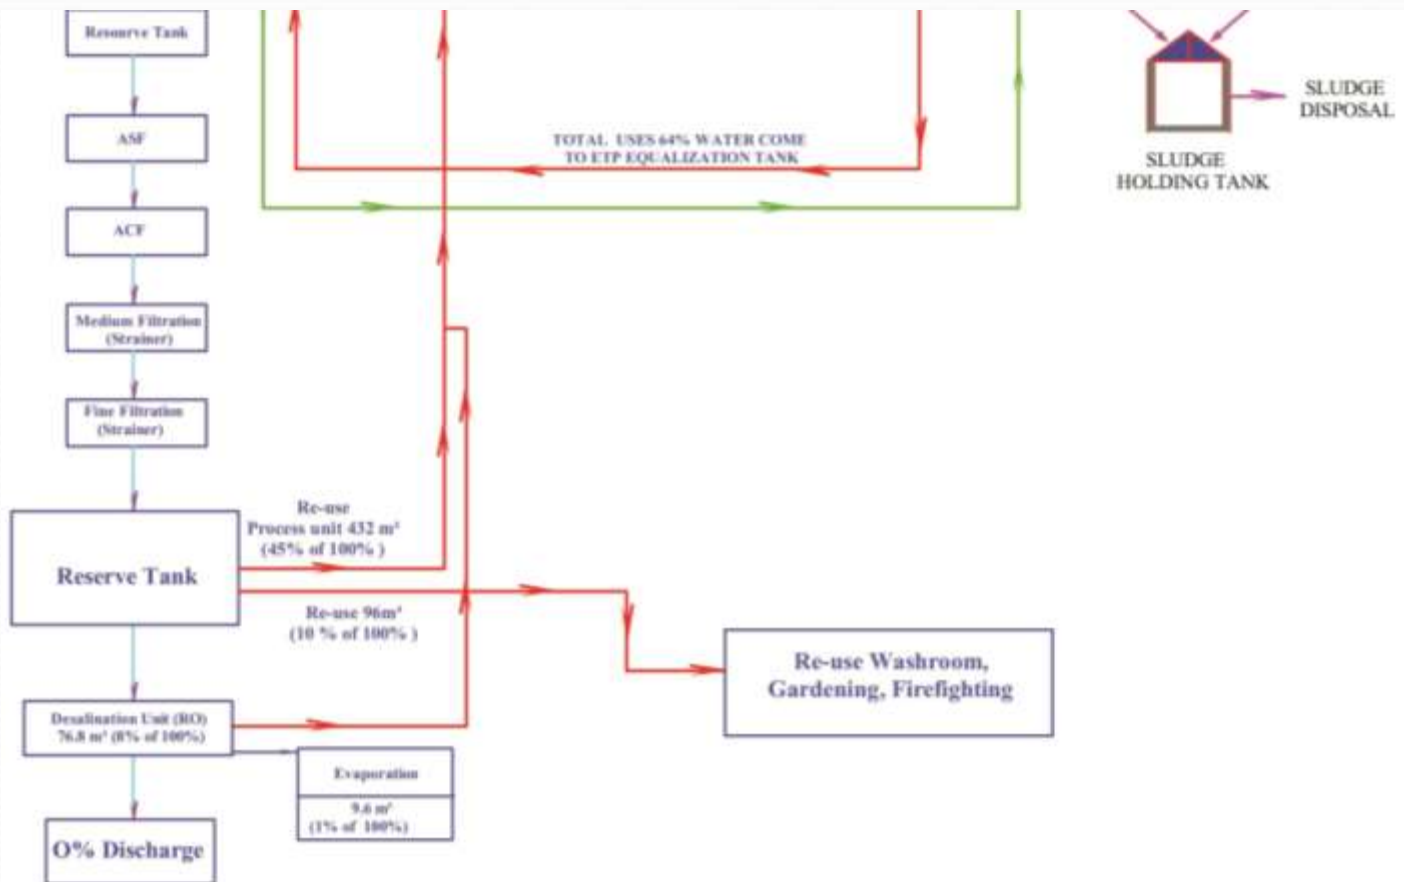 Resourve Tank
ASF
ACF
Medium Filtration
(Strainer)
Fine Filtration
(Strainer)
TOTAL USES 64% WATER COME
TO ETP EQUALIZATION TANK
SLUDGE
DISPOSAL
SLUDGE
HOLDING TANK
Re-use
Process unit 432 m³
(45% of 100% )
Reserve Tank
Re-use 96m³
(10 % of 100% )
Re-use Washroom,
Gardening, Firefighting
Desalination Unit (RO)
76.8 m³ (8% of 100%)
Evaporation
9.6 m³
(1% of 100%)
O% Discharge